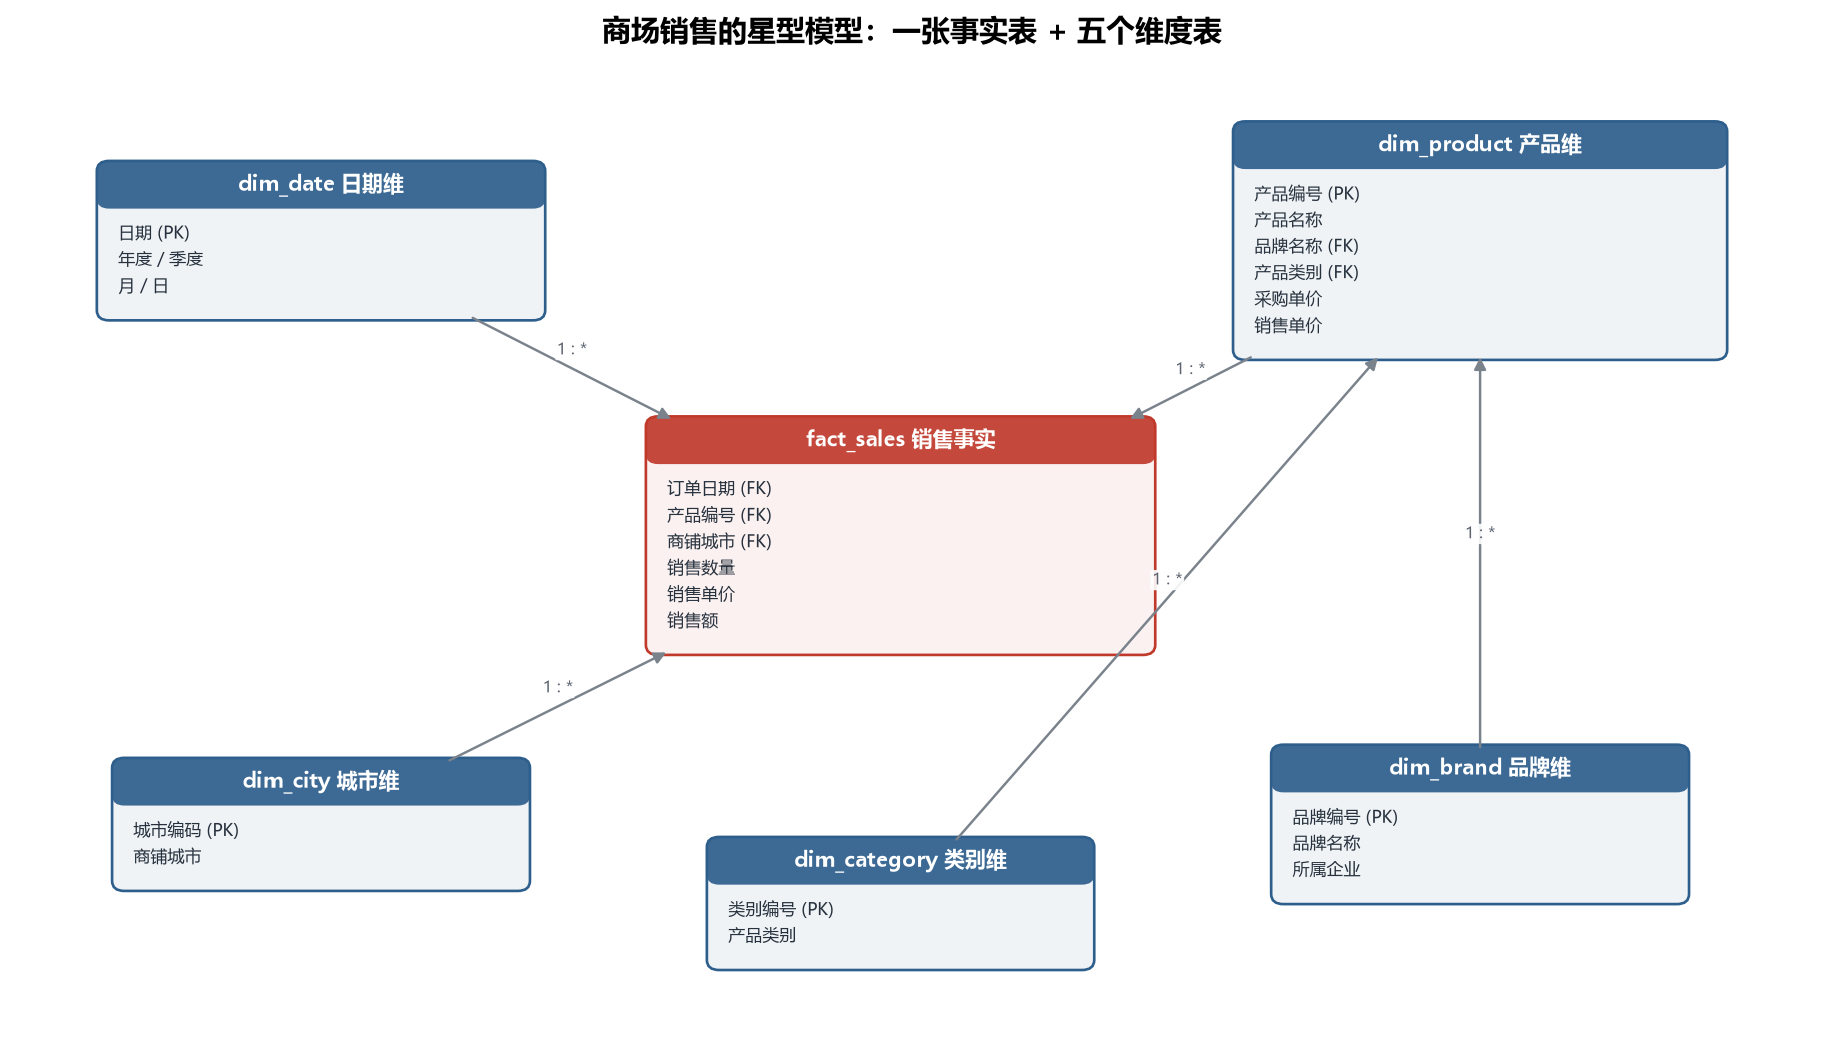 商场销售的星型模型：一张事实表 + 五个维度表
dim_date 日期维
日期 (PK)
年度 / 季度
月 / 日
dim_product 产品维
产品编号 (PK)
产品名称
品牌名称 (FK)
产品类别 (FK)
采购单价
销售单价
1 : *
1 : *
fact_sales 销售事实
订单日期 (FK)
产品编号 (FK)
商铺城市 (FK)
销售数量
销售单价
销售额
1 : *
1 : *
1 : *
dim_city 城市维
城市编码 (PK)
商铺城市
dim_category 类别维
类别编号 (PK)
产品类别
dim_brand 品牌维
品牌编号 (PK)
品牌名称
所属企业